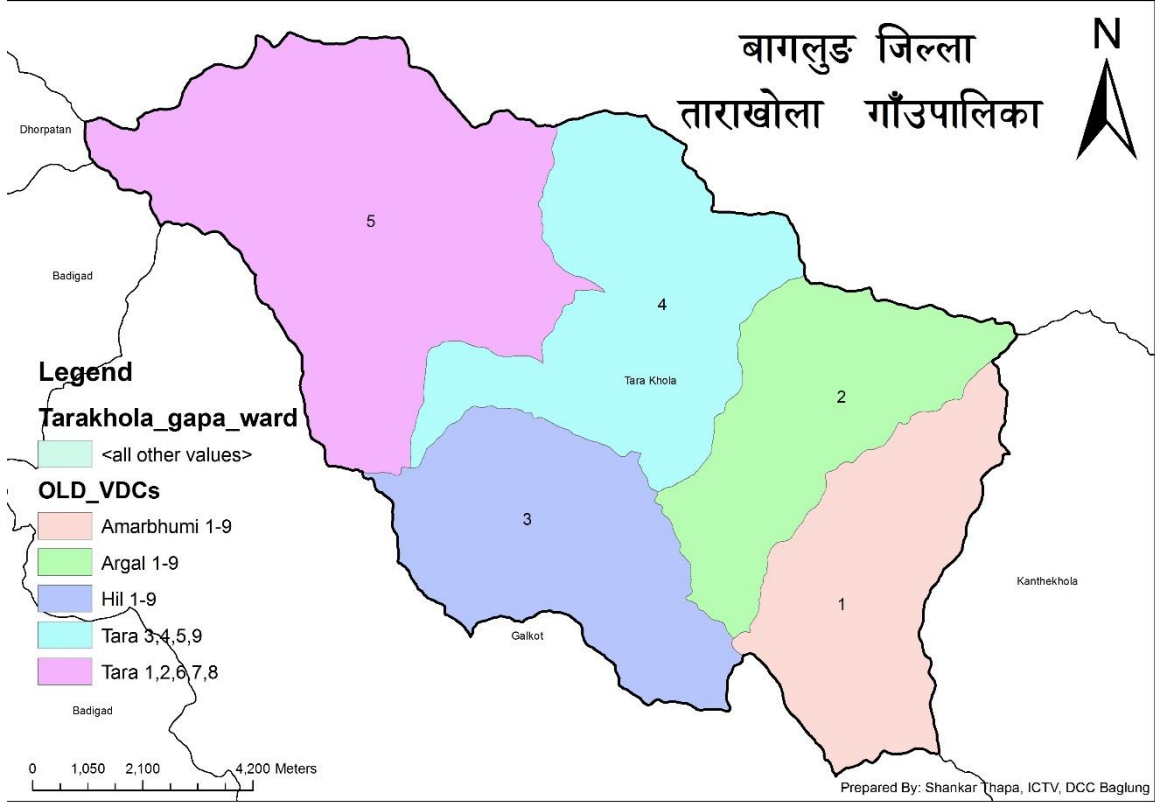 बागलुङ जिल्ला
ताराखोला गाँउपालिका
N
Dhorpatan
Badigad
5
4
Tara Khola
2
3
1
Kanthekhola
Galkot
Legend
Tarakhola_gapa_ward
<all other values>
OLD_VDCs
Amarbhumi 1-9
Argal 1-9
Hil 1-9
Tara 3,4,5,9
Tara 1,2,6,7,8
Badigad
0 1,050 2,100 4,200 Meters
Prepared By: Shankar Thapa, ICTV, DCC Baglung